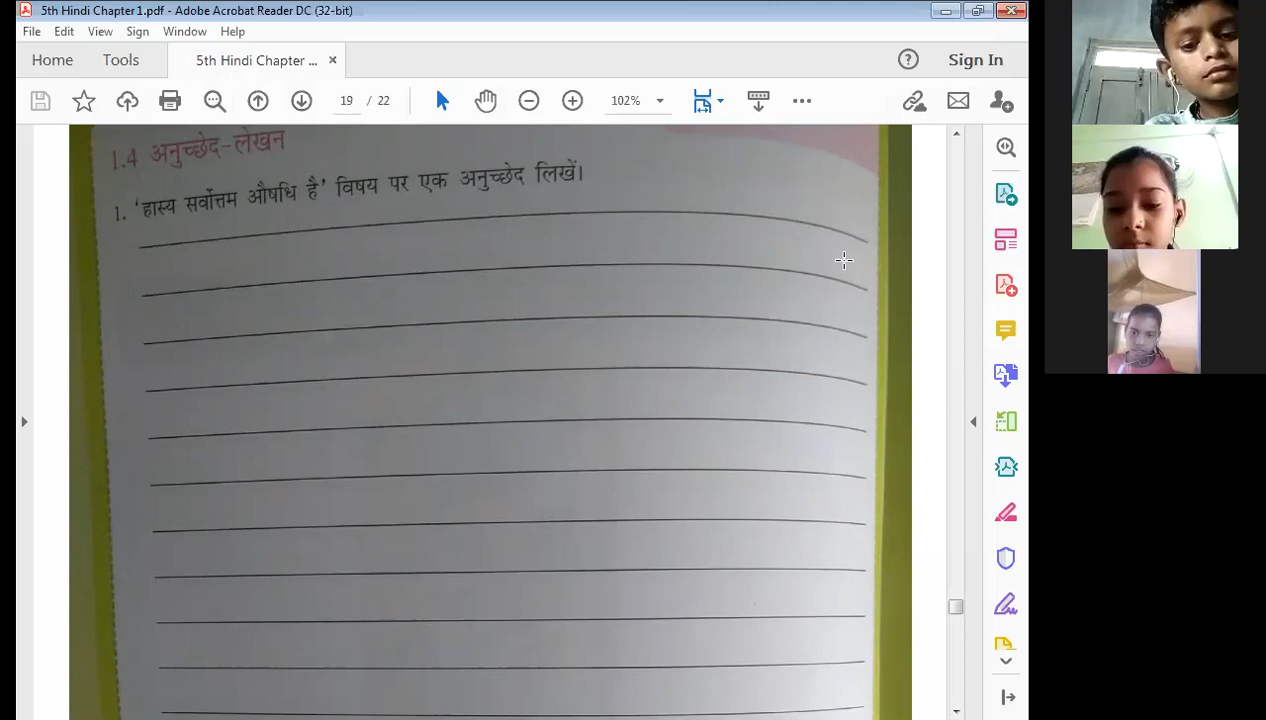 5th Hindi Chapter 1.pdf - Adobe Acrobat Reader DC (32-bit)
File Edit View Sign Window Help
Home Tools 5th Hindi Chapter ... × Sign In
19 / 22 102%
1.4 अनुच्छेद-लेखन
1. ‘हास्य सर्वोत्तम औषधि है’ विषय पर एक अनुच्छेद लिखें।